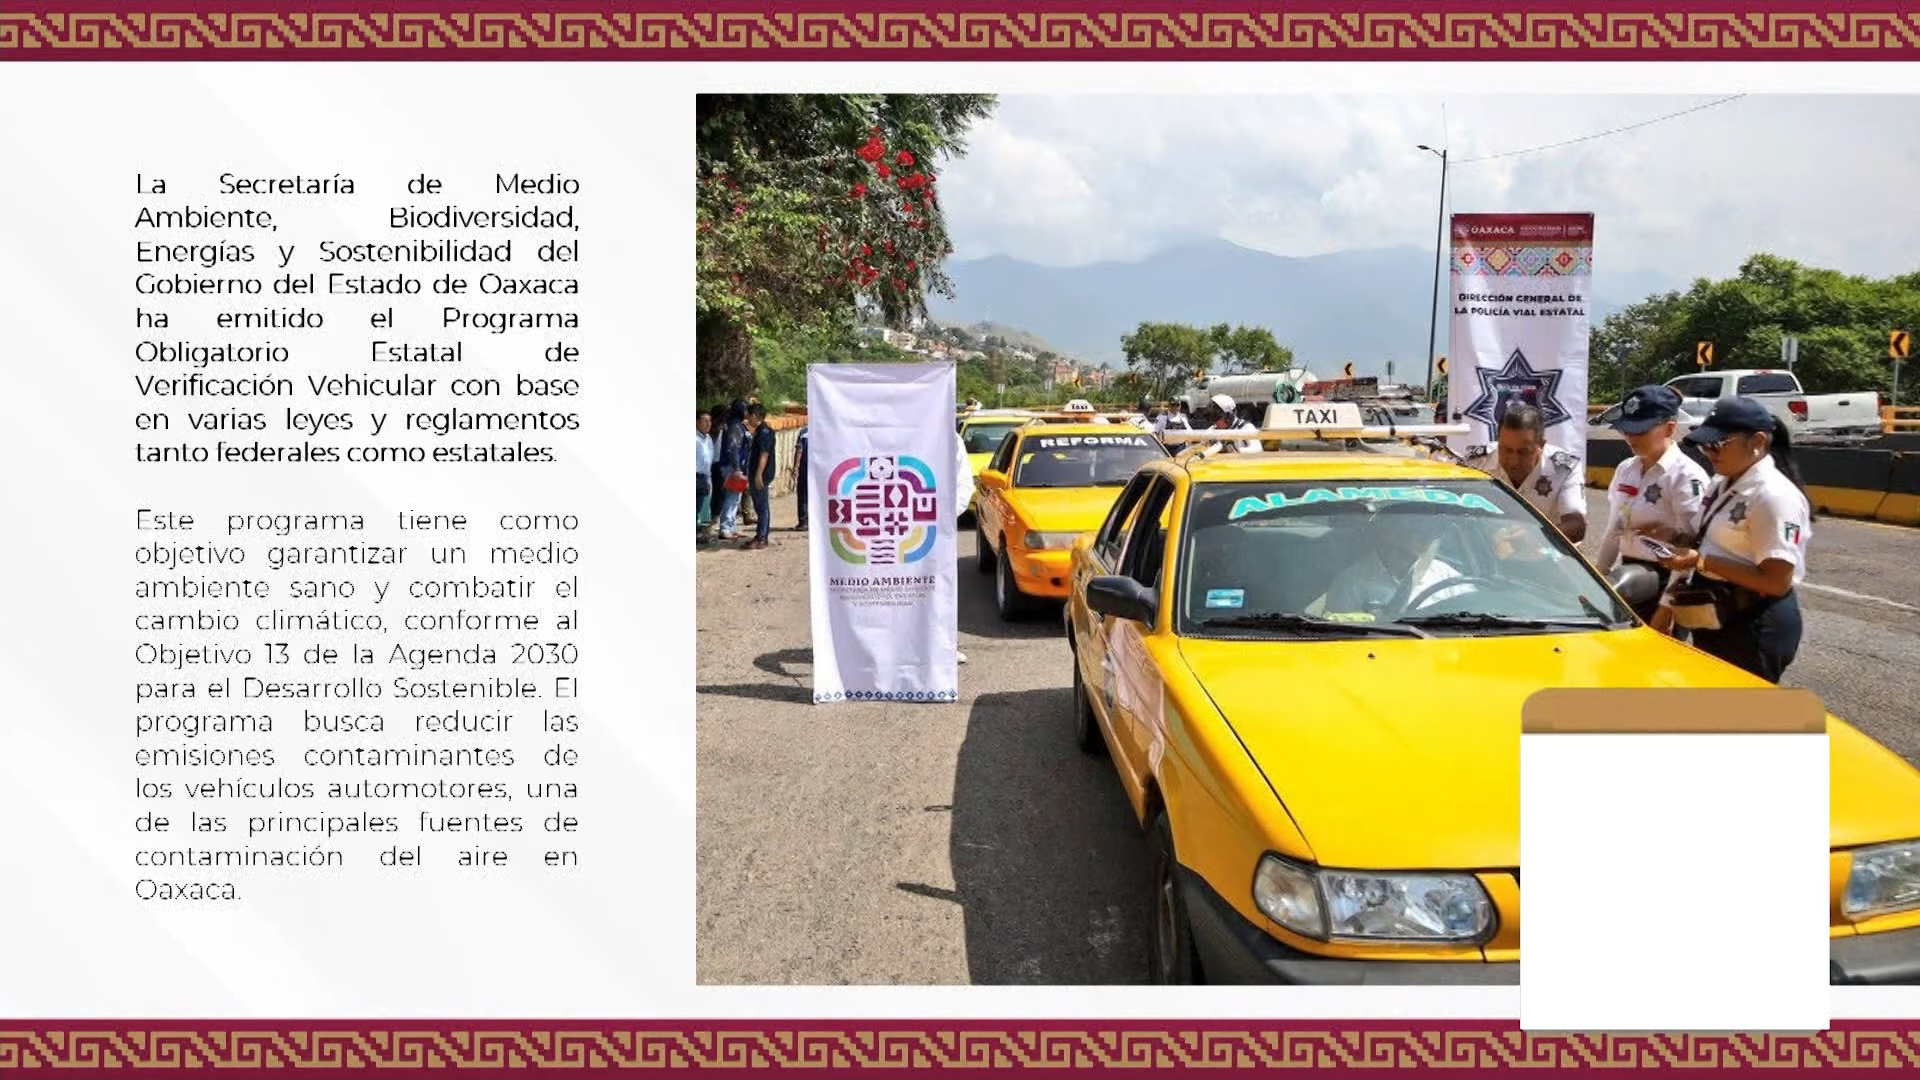 La Secretaría de Medio
Ambiente, Biodiversidad,
Energías y Sostenibilidad del
Gobierno del Estado de Oaxaca
ha emitido el Programa
Obligatorio Estatal de
Verificación Vehicular con base
en varias leyes y reglamentos
tanto federales como estatales.
Este programa tiene como
objetivo garantizar un medio
ambiente sano y combatir el
cambio climático, conforme al
Objetivo 13 de la Agenda 2030
para el Desarrollo Sostenible. El
programa busca reducir las
emisiones contaminantes de
los vehículos automotores, una
de las principales fuentes de
contaminación del aire en
Oaxaca.
OAXACA
DIRECCIÓN GENERAL DE
LA POLICÍA VIAL ESTATAL
TAXI
TAXI
REFORMA
ALAMEDA
MEDIO AMBIENTE